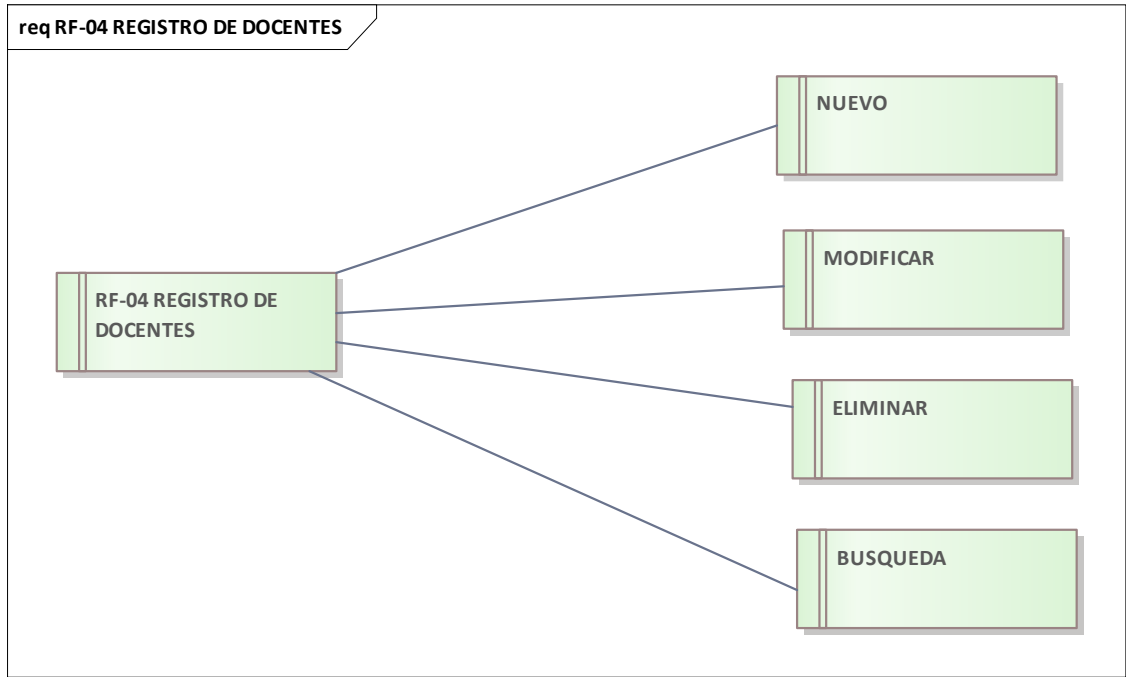 req RF-04 REGISTRO DE DOCENTES
NUEVO
MODIFICAR
RF-04 REGISTRO DE
DOCENTES
ELIMINAR
BUSQUEDA